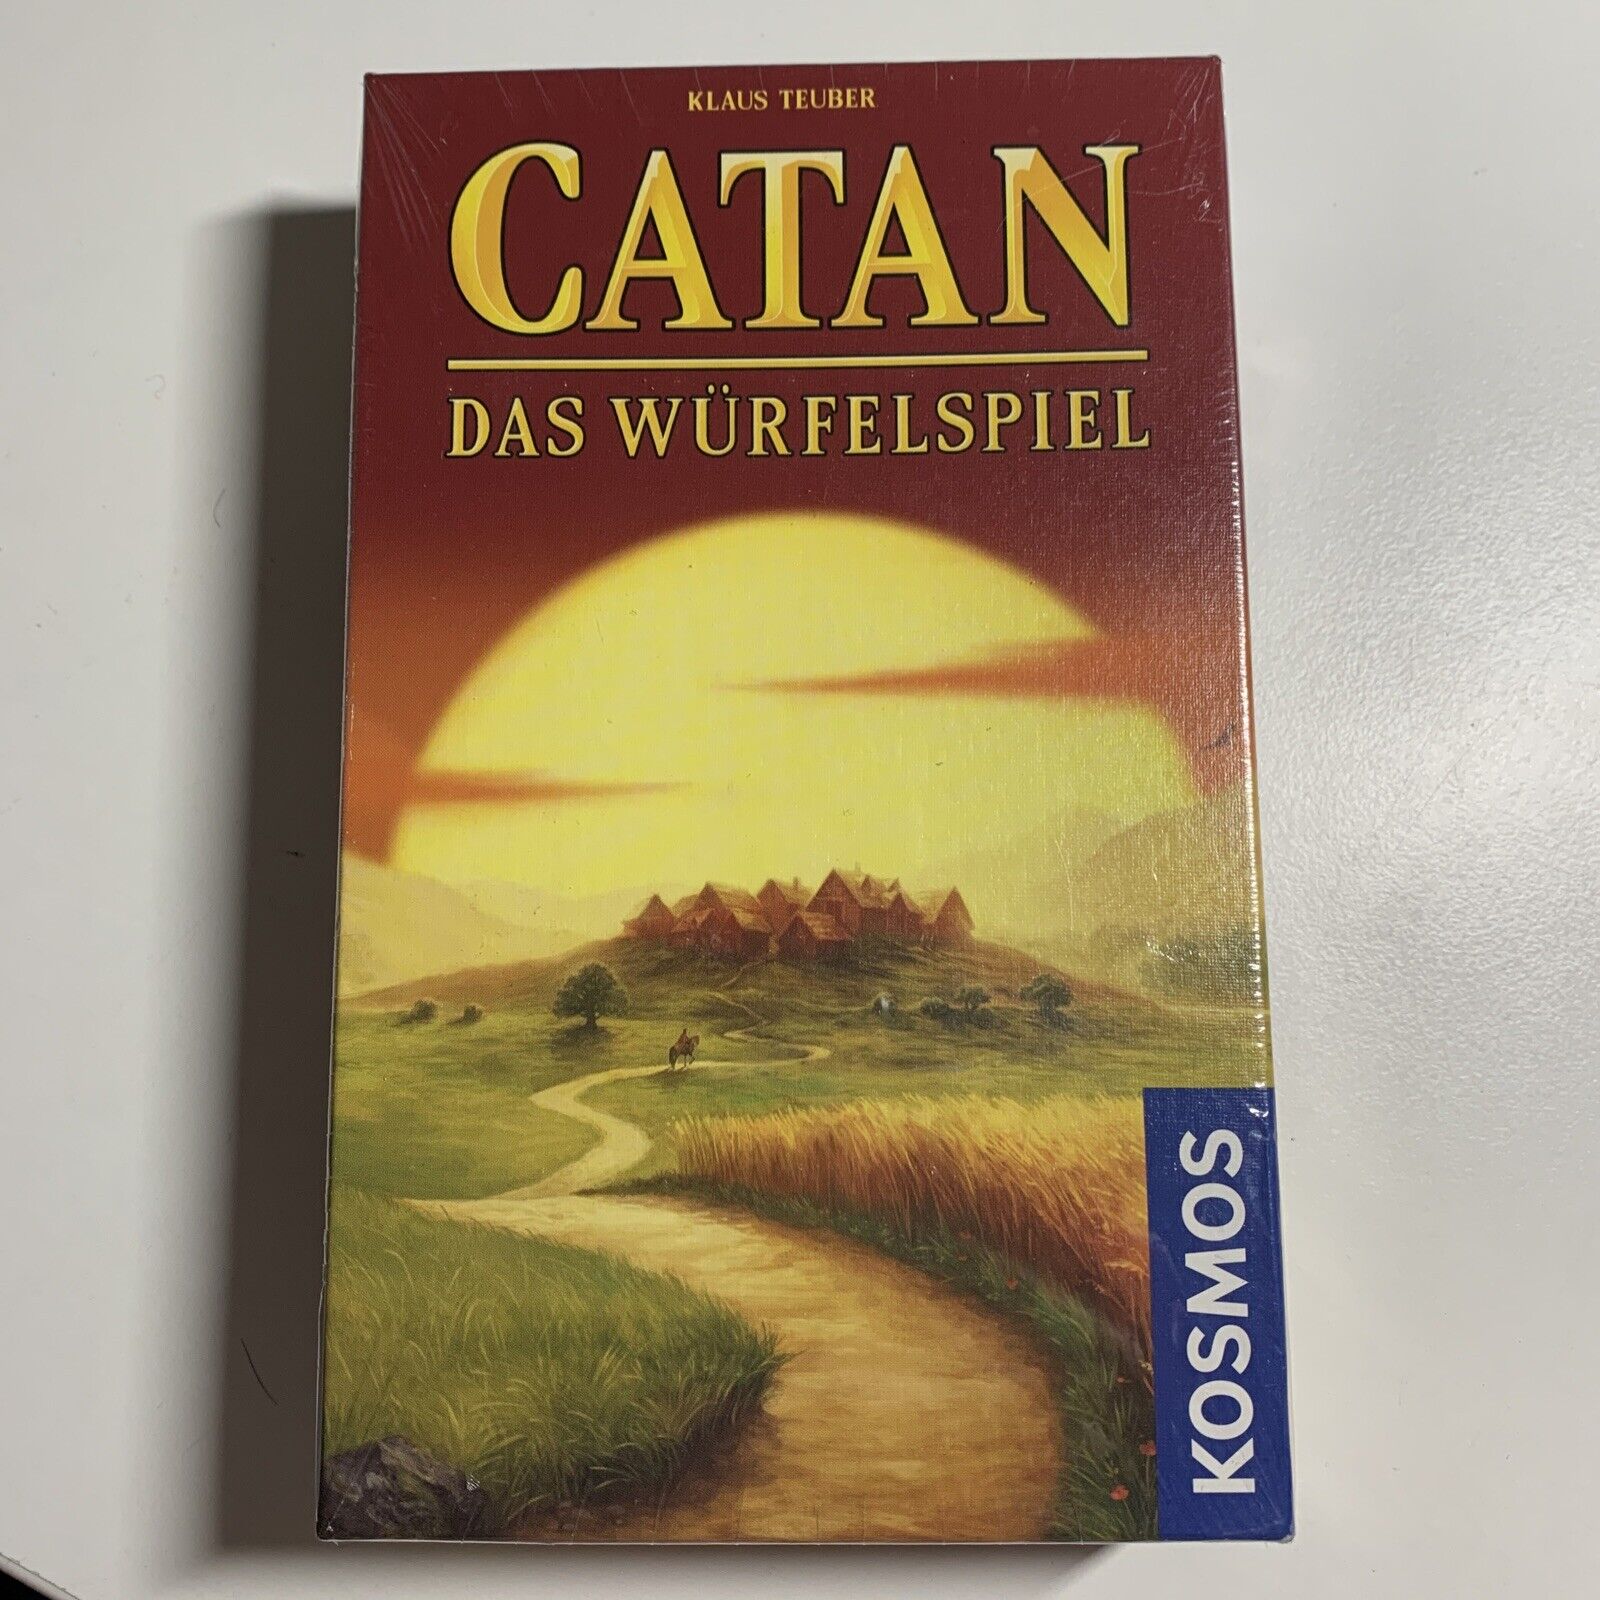 KLAUS TEUBER
CATAN
DAS WÜRFELSPIEL
KOSMOS